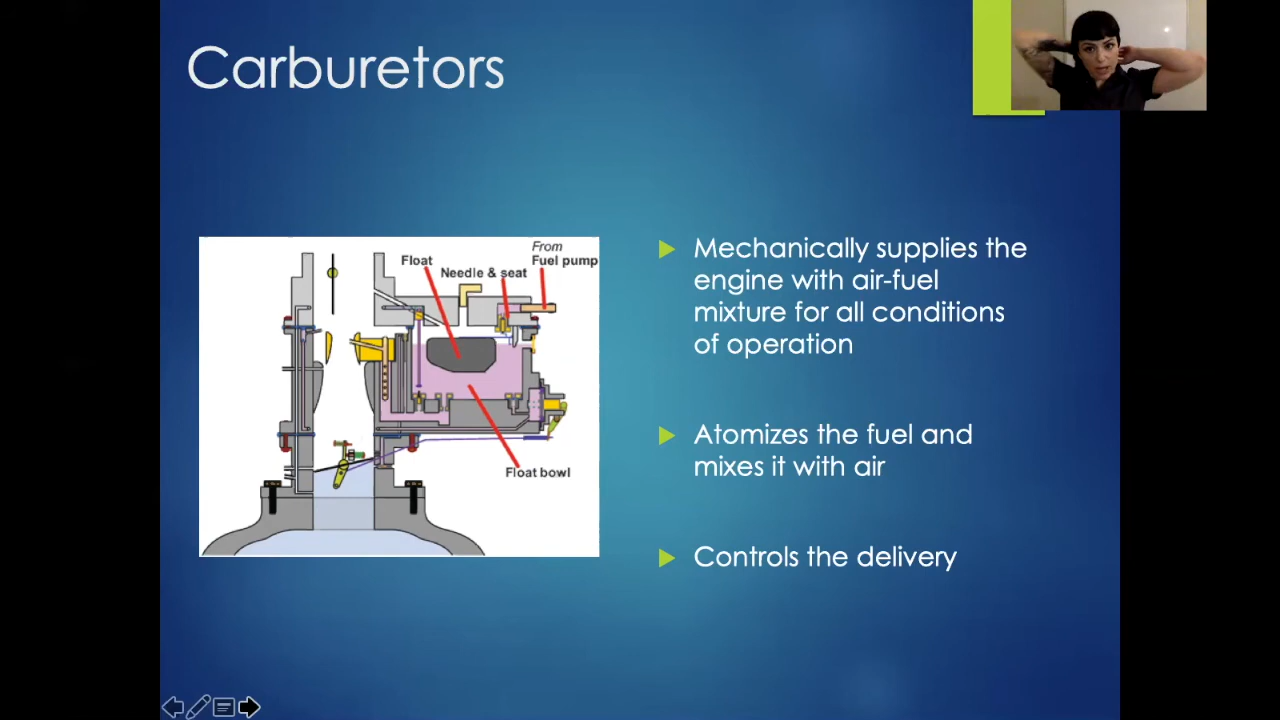 Carburetors
From
Fuel pump
Float
Needle & seat
Float bowl
Mechanically supplies the
engine with air-fuel
mixture for all conditions
of operation
Atomizes the fuel and
mixes it with air
Controls the delivery